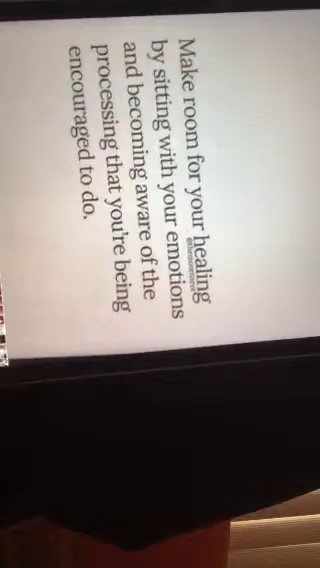 Make room for your healing
by sitting with your emotions
and becoming aware of the
processing that you're being
encouraged to do.